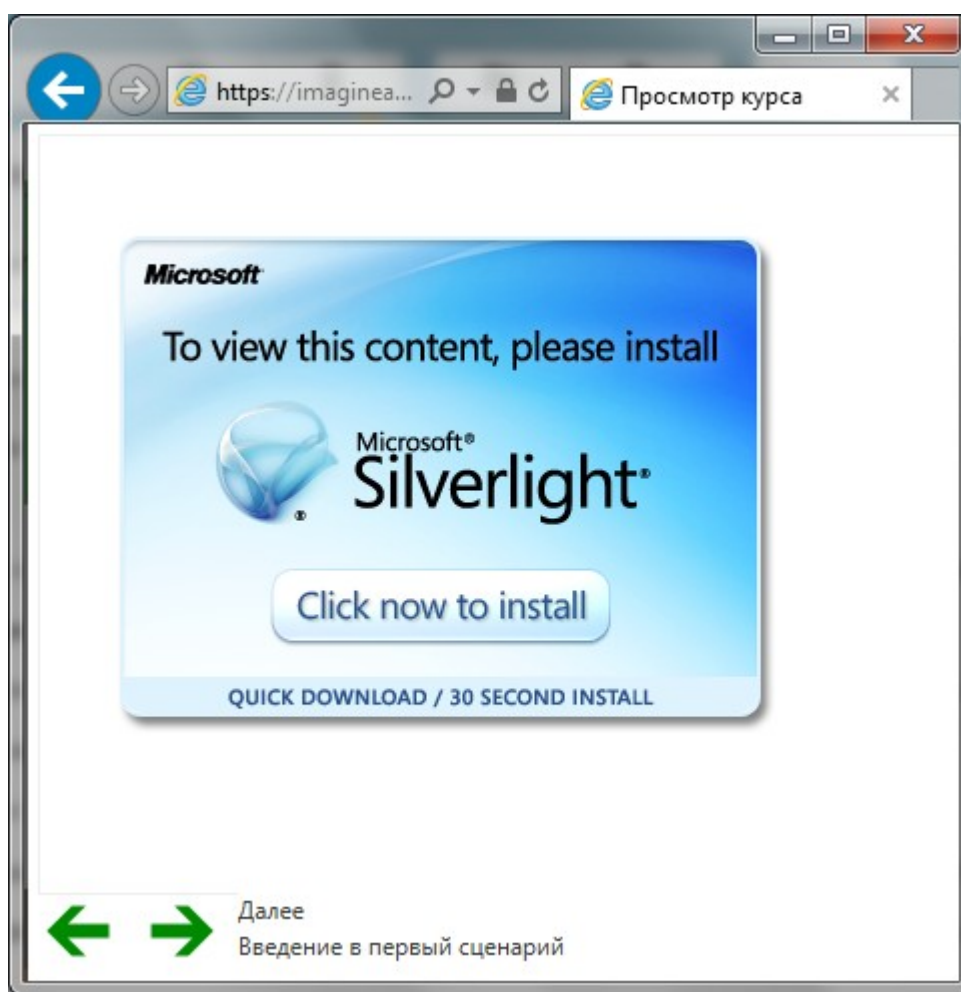 https://imaginea...
Просмотр курса
Microsoft
To view this content, please install
Microsoft®
Silverlight®
Click now to install
QUICK DOWNLOAD / 30 SECOND INSTALL
Далее
Введение в первый сценарий